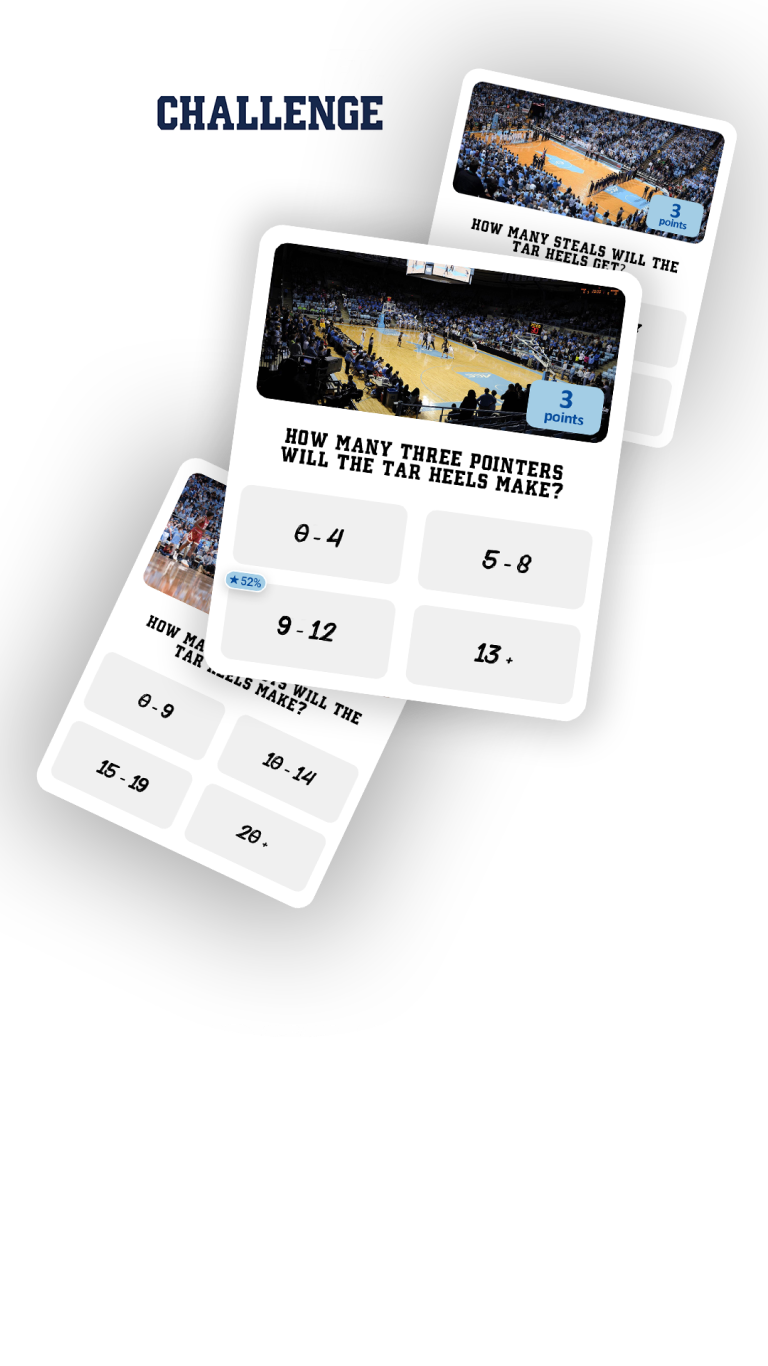 CHALLENGE
3
points
HOW MANY STEALS WILL THE
TAR HEELS GET?
3
points
HOW MANY THREE POINTERS
WILL THE TAR HEELS MAKE?
0 - 4
5 - 8
★ 52%
9 - 12
13 +
HOW
WILL THE
TAR HEELS MAKE?
0 - 9
10 - 14
15 - 19
20 +